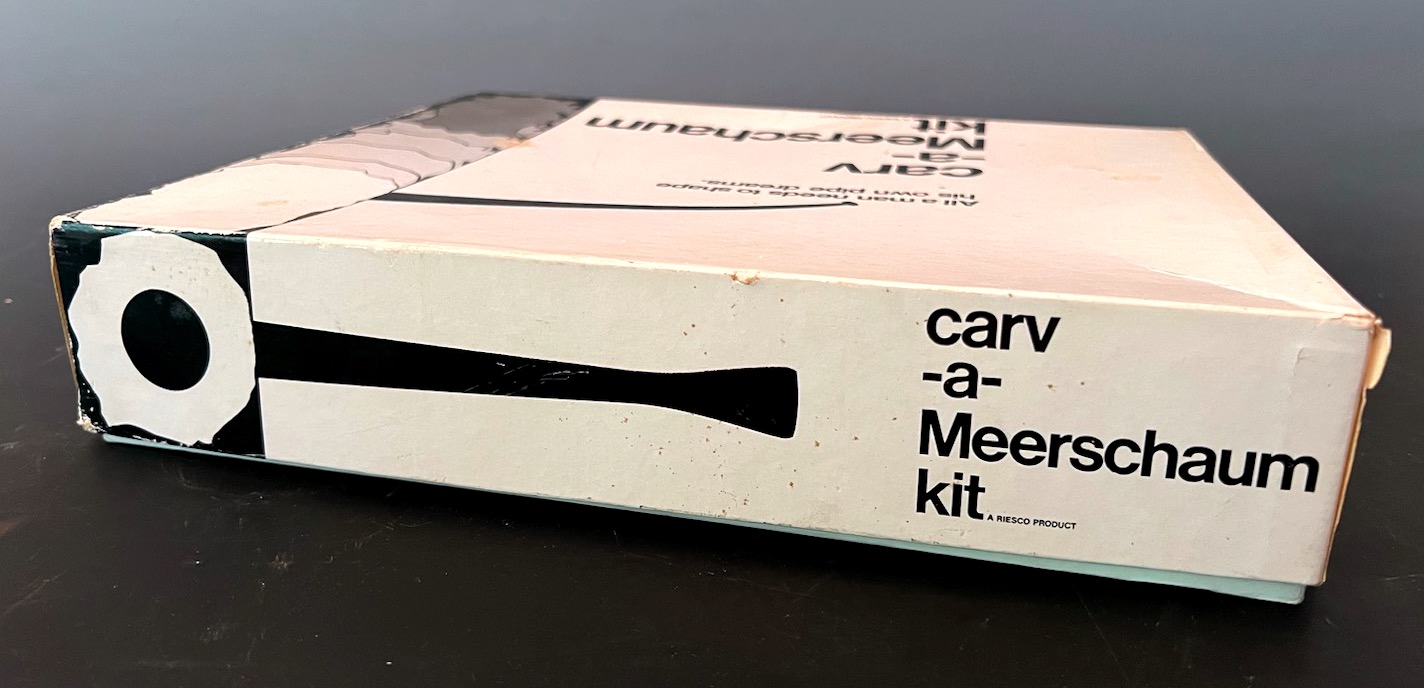 carv
-a-
Meerschaum
kit
A RIESCO PRODUCT
carv
-a-
Meerschaum
kit
All a man needs to shape
his own pipe dreams.